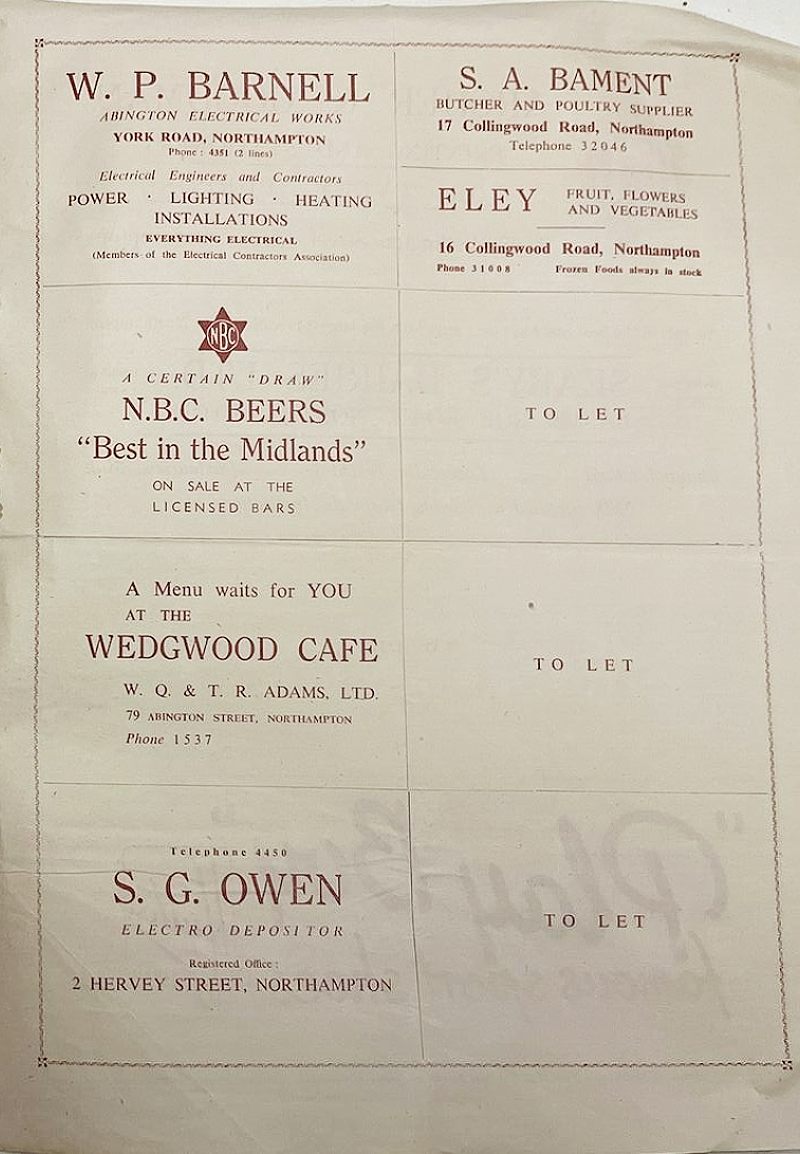 W. P. BARNELL
ABINGTON ELECTRICAL WORKS
YORK ROAD, NORTHAMPTON
Phone : 4351 (2 lines)
Electrical Engineers and Contractors
POWER · LIGHTING · HEATING
INSTALLATIONS
EVERYTHING ELECTRICAL
(Members of the Electrical Contractors Association)
S. A. BAMENT
BUTCHER AND POULTRY SUPPLIER
17 Collingwood Road, Northampton
Telephone 32046
ELEY FRUIT, FLOWERS
AND VEGETABLES
16 Collingwood Road, Northampton
Phone 31008 Frozen Foods always in stock
NBC
A CERTAIN "DRAW"
N.B.C. BEERS
"Best in the Midlands"
ON SALE AT THE
LICENSED BARS
TO LET
A Menu waits for YOU
AT THE
WEDGWOOD CAFE
W. Q. & T. R. ADAMS, LTD.
79 ABINGTON STREET, NORTHAMPTON
Phone 1537
TO LET
Telephone 4450
S. G. OWEN
ELECTRO DEPOSITOR
Registered Office :
2 HERVEY STREET, NORTHAMPTON
TO LET